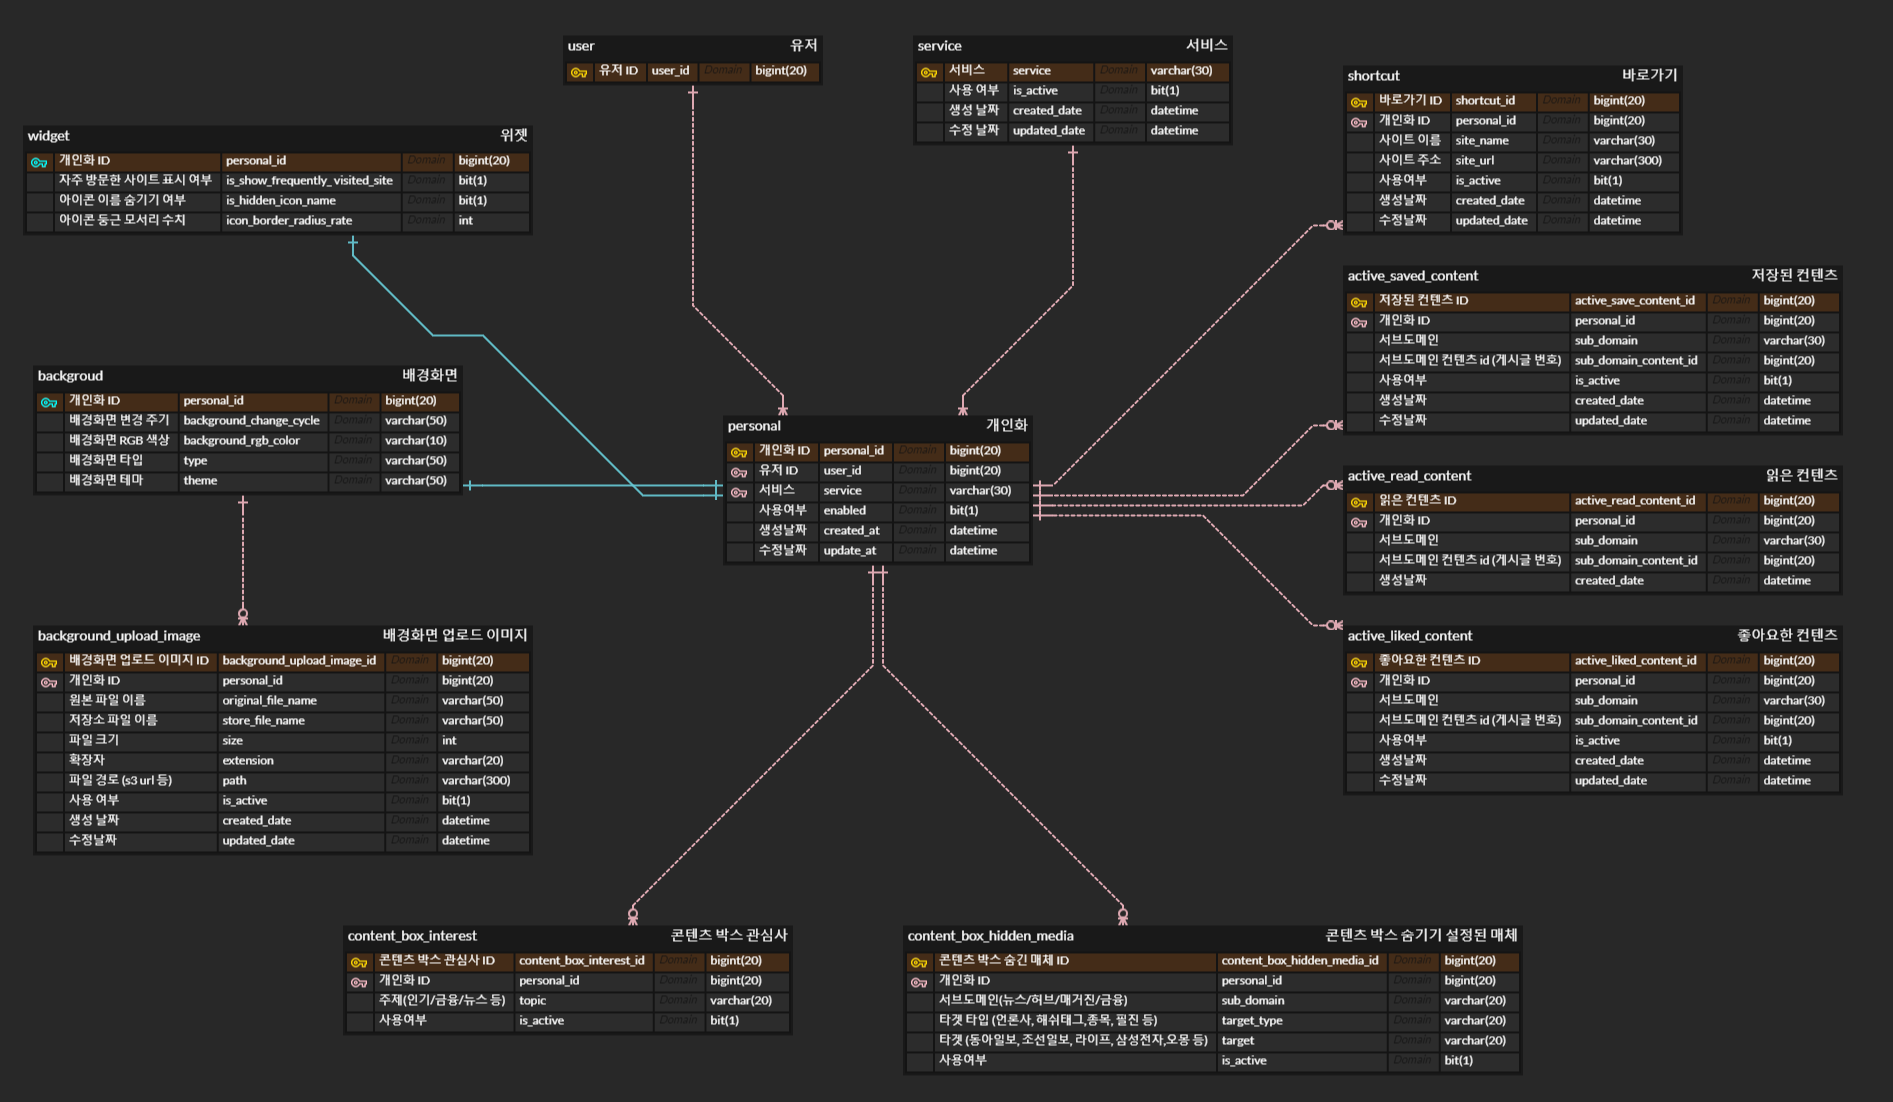 user 유저
유저 ID user_id Domain bigint(20)
service 서비스
서비스 service Domain varchar(30)
사용 여부 is_active Domain bit(1)
생성 날짜 created_date Domain datetime
수정 날짜 updated_date Domain datetime
shortcut 바로가기
바로가기 ID shortcut_id Domain bigint(20)
개인화 ID personal_id Domain bigint(20)
사이트 이름 site_name Domain varchar(30)
사이트 주소 site_url Domain varchar(300)
사용여부 is_active Domain bit(1)
생성날짜 created_date Domain datetime
수정날짜 updated_date Domain datetime
widget 위젯
개인화 ID personal_id Domain bigint(20)
자주 방문한 사이트 표시 여부 is_show_frequently_visited_site Domain bit(1)
아이콘 이름 숨기기 여부 is_hidden_icon_name Domain bit(1)
아이콘 둥근 모서리 수치 icon_border_radius_rate Domain int
active_saved_content 저장된 컨텐츠
저장된 컨텐츠 ID active_save_content_id Domain bigint(20)
개인화 ID personal_id Domain bigint(20)
서브도메인 sub_domain Domain varchar(30)
서브도메인 컨텐츠 id (게시글 번호) sub_domain_content_id Domain bigint(20)
사용여부 is_active Domain bit(1)
생성날짜 created_date Domain datetime
수정날짜 updated_date Domain datetime
backgroud 배경화면
개인화 ID personal_id Domain bigint(20)
배경화면 변경 주기 background_change_cycle Domain varchar(50)
배경화면 RGB 색상 background_rgb_color Domain varchar(10)
배경화면 타입 type Domain varchar(50)
배경화면 테마 theme Domain varchar(50)
personal 개인화
개인화 ID personal_id Domain bigint(20)
유저 ID user_id Domain bigint(20)
서비스 service Domain varchar(30)
사용여부 enabled Domain bit(1)
생성날짜 created_at Domain datetime
수정날짜 update_at Domain datetime
active_read_content 읽은 컨텐츠
읽은 컨텐츠 ID active_read_content_id Domain bigint(20)
개인화 ID personal_id Domain bigint(20)
서브도메인 sub_domain Domain varchar(30)
서브도메인 컨텐츠 id (게시글 번호) sub_domain_content_id Domain bigint(20)
생성날짜 created_date Domain datetime
background_upload_image 배경화면 업로드 이미지
배경화면 업로드 이미지 ID background_upload_image_id Domain bigint(20)
개인화 ID personal_id Domain bigint(20)
원본 파일 이름 original_file_name Domain varchar(50)
저장소 파일 이름 store_file_name Domain varchar(50)
파일 크기 size Domain int
확장자 extension Domain varchar(20)
파일 경로 (s3 url 등) path Domain varchar(300)
사용 여부 is_active Domain bit(1)
생성 날짜 created_date Domain datetime
수정날짜 updated_date Domain datetime
active_liked_content 좋아요한 컨텐츠
좋아요한 컨텐츠 ID active_liked_content_id Domain bigint(20)
개인화 ID personal_id Domain bigint(20)
서브도메인 sub_domain Domain varchar(30)
서브도메인 컨텐츠 id (게시글 번호) sub_domain_content_id Domain bigint(20)
사용여부 is_active Domain bit(1)
생성날짜 created_date Domain datetime
수정날짜 updated_date Domain datetime
content_box_interest 콘텐츠 박스 관심사
콘텐츠 박스 관심사 ID content_box_interest_id Domain bigint(20)
개인화 ID personal_id Domain bigint(20)
주제(인기/금융/뉴스 등) topic Domain varchar(20)
사용여부 is_active Domain bit(1)
content_box_hidden_media 콘텐츠 박스 숨기기 설정된 매체
콘텐츠 박스 숨긴 매체 ID content_box_hidden_media_id Domain bigint(20)
개인화 ID personal_id Domain bigint(20)
서브도메인(뉴스/허브/매거진/금융) sub_domain Domain varchar(20)
타겟 타입 (언론사, 해쉬태그,종목, 필진 등) target_type Domain varchar(20)
타겟 (동아일보, 조선일보, 라이프, 삼성전자,오몽 등) target Domain varchar(20)
사용여부 is_active Domain bit(1)